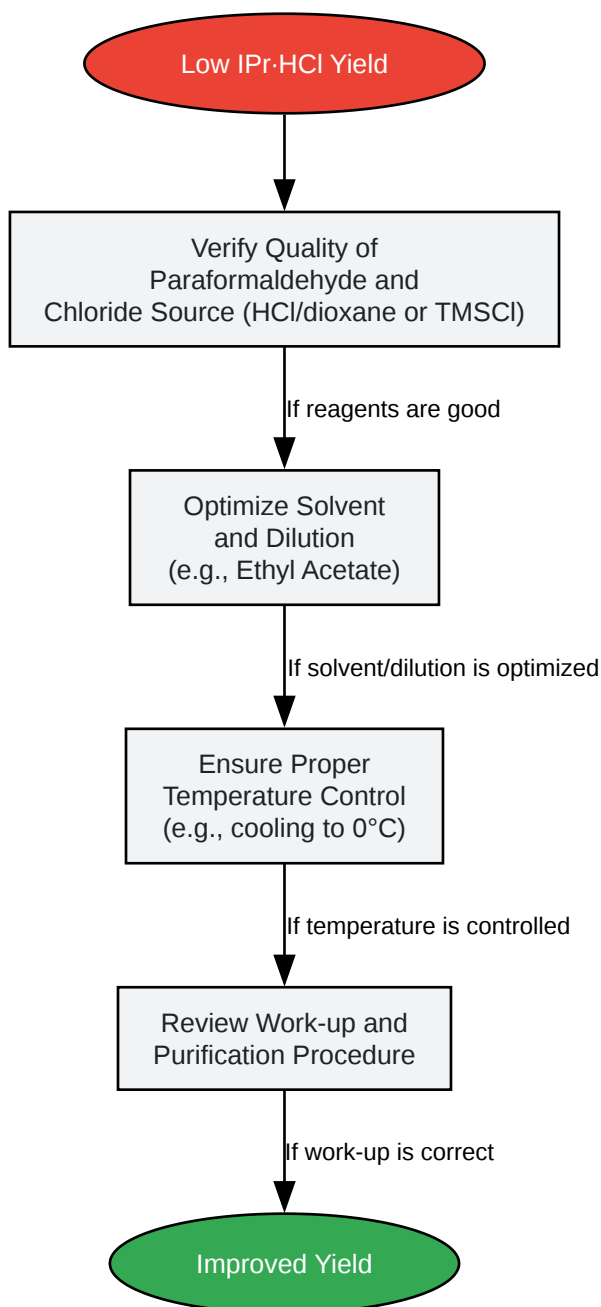 Low IPr·HCl Yield
Verify Quality of
Paraformaldehyde and
Chloride Source (HCl/dioxane or TMSCl)
If reagents are good
Optimize Solvent
and Dilution
(e.g., Ethyl Acetate)
If solvent/dilution is optimized
Ensure Proper
Temperature Control
(e.g., cooling to 0°C)
If temperature is controlled
Review Work-up and
Purification Procedure
If work-up is correct
Improved Yield